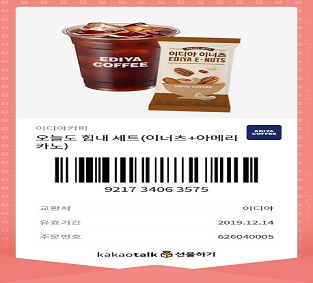 EDIYA
COFFEE
이디야 이너츠
EDIYA E-NUTS
이디야커피
오늘도 힘내 세트(이너츠+아메리
카노)
EDIYA
COFFEE
9217 3406 3575
교환처 이디야
유효기간 2019.12.14
주문번호 626040005
kakaotalk 선물하기